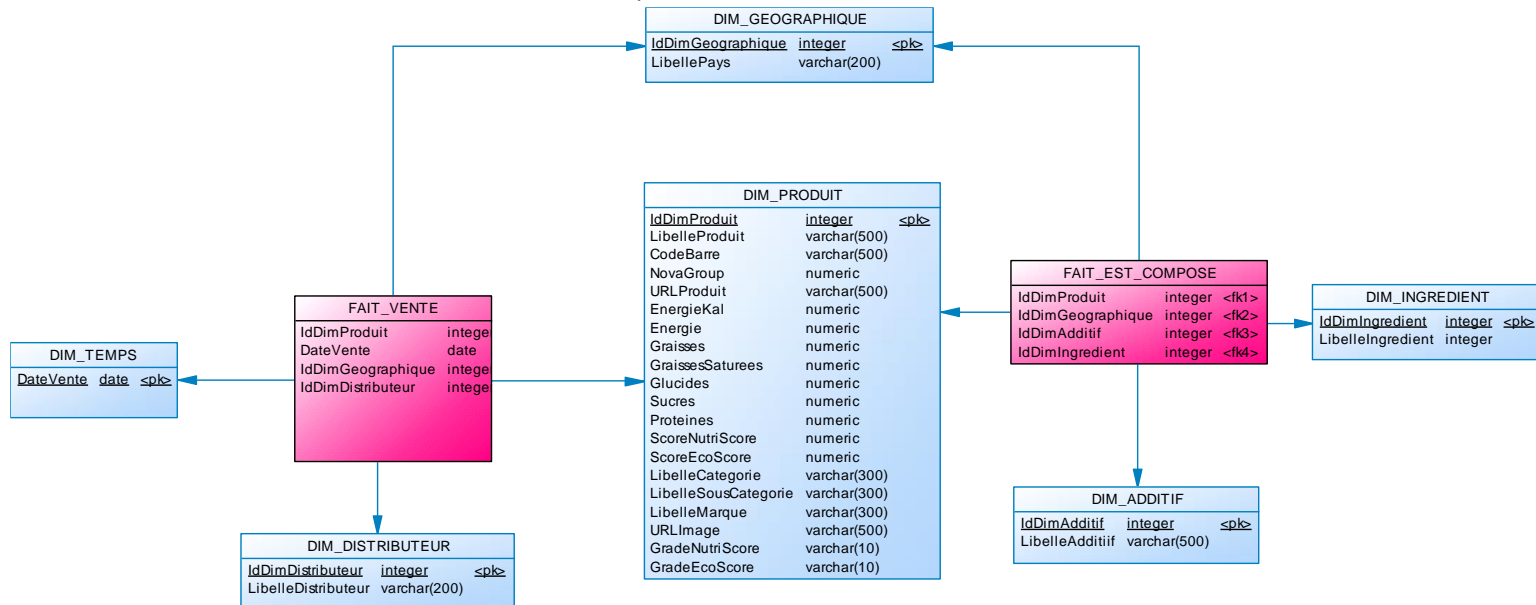 DIM_GEOGRAPHIQUE
IdDimGeographique integer <pk>
LibellePays varchar(200)
DIM_PRODUIT
IdDimProduit integer <pk>
LibelleProduit varchar(500)
CodeBarre varchar(500)
NovaGroup numeric
URLProduit varchar(500)
EnergieKal numeric
Energie numeric
Graisses numeric
GraissesSaturees numeric
Glucides numeric
Sucres numeric
Proteines numeric
ScoreNutriScore numeric
ScoreEcoScore numeric
LibelleCategorie varchar(300)
LibelleSousCategorie varchar(300)
LibelleMarque varchar(300)
URLImage varchar(500)
GradeNutriScore varchar(10)
GradeEcoScore varchar(10)
FAIT_EST_COMPOSE
IdDimProduit integer <fk1>
IdDimGeographique integer <fk2>
IdDimAdditif integer <fk3>
IdDimIngredient integer <fk4>
DIM_INGREDIENT
IdDimIngredient integer <pk>
LibelleIngredient integer
FAIT_VENTE
IdDimProduit intege
DateVente date
IdDimGeographique intege
IdDimDistributeur intege
DIM_TEMPS
DateVente date <pk>
DIM_ADDITIF
IdDimAdditif integer <pk>
LibelleAdditiif varchar(500)
DIM_DISTRIBUTEUR
IdDimDistributeur integer <pk>
LibelleDistributeur varchar(200)